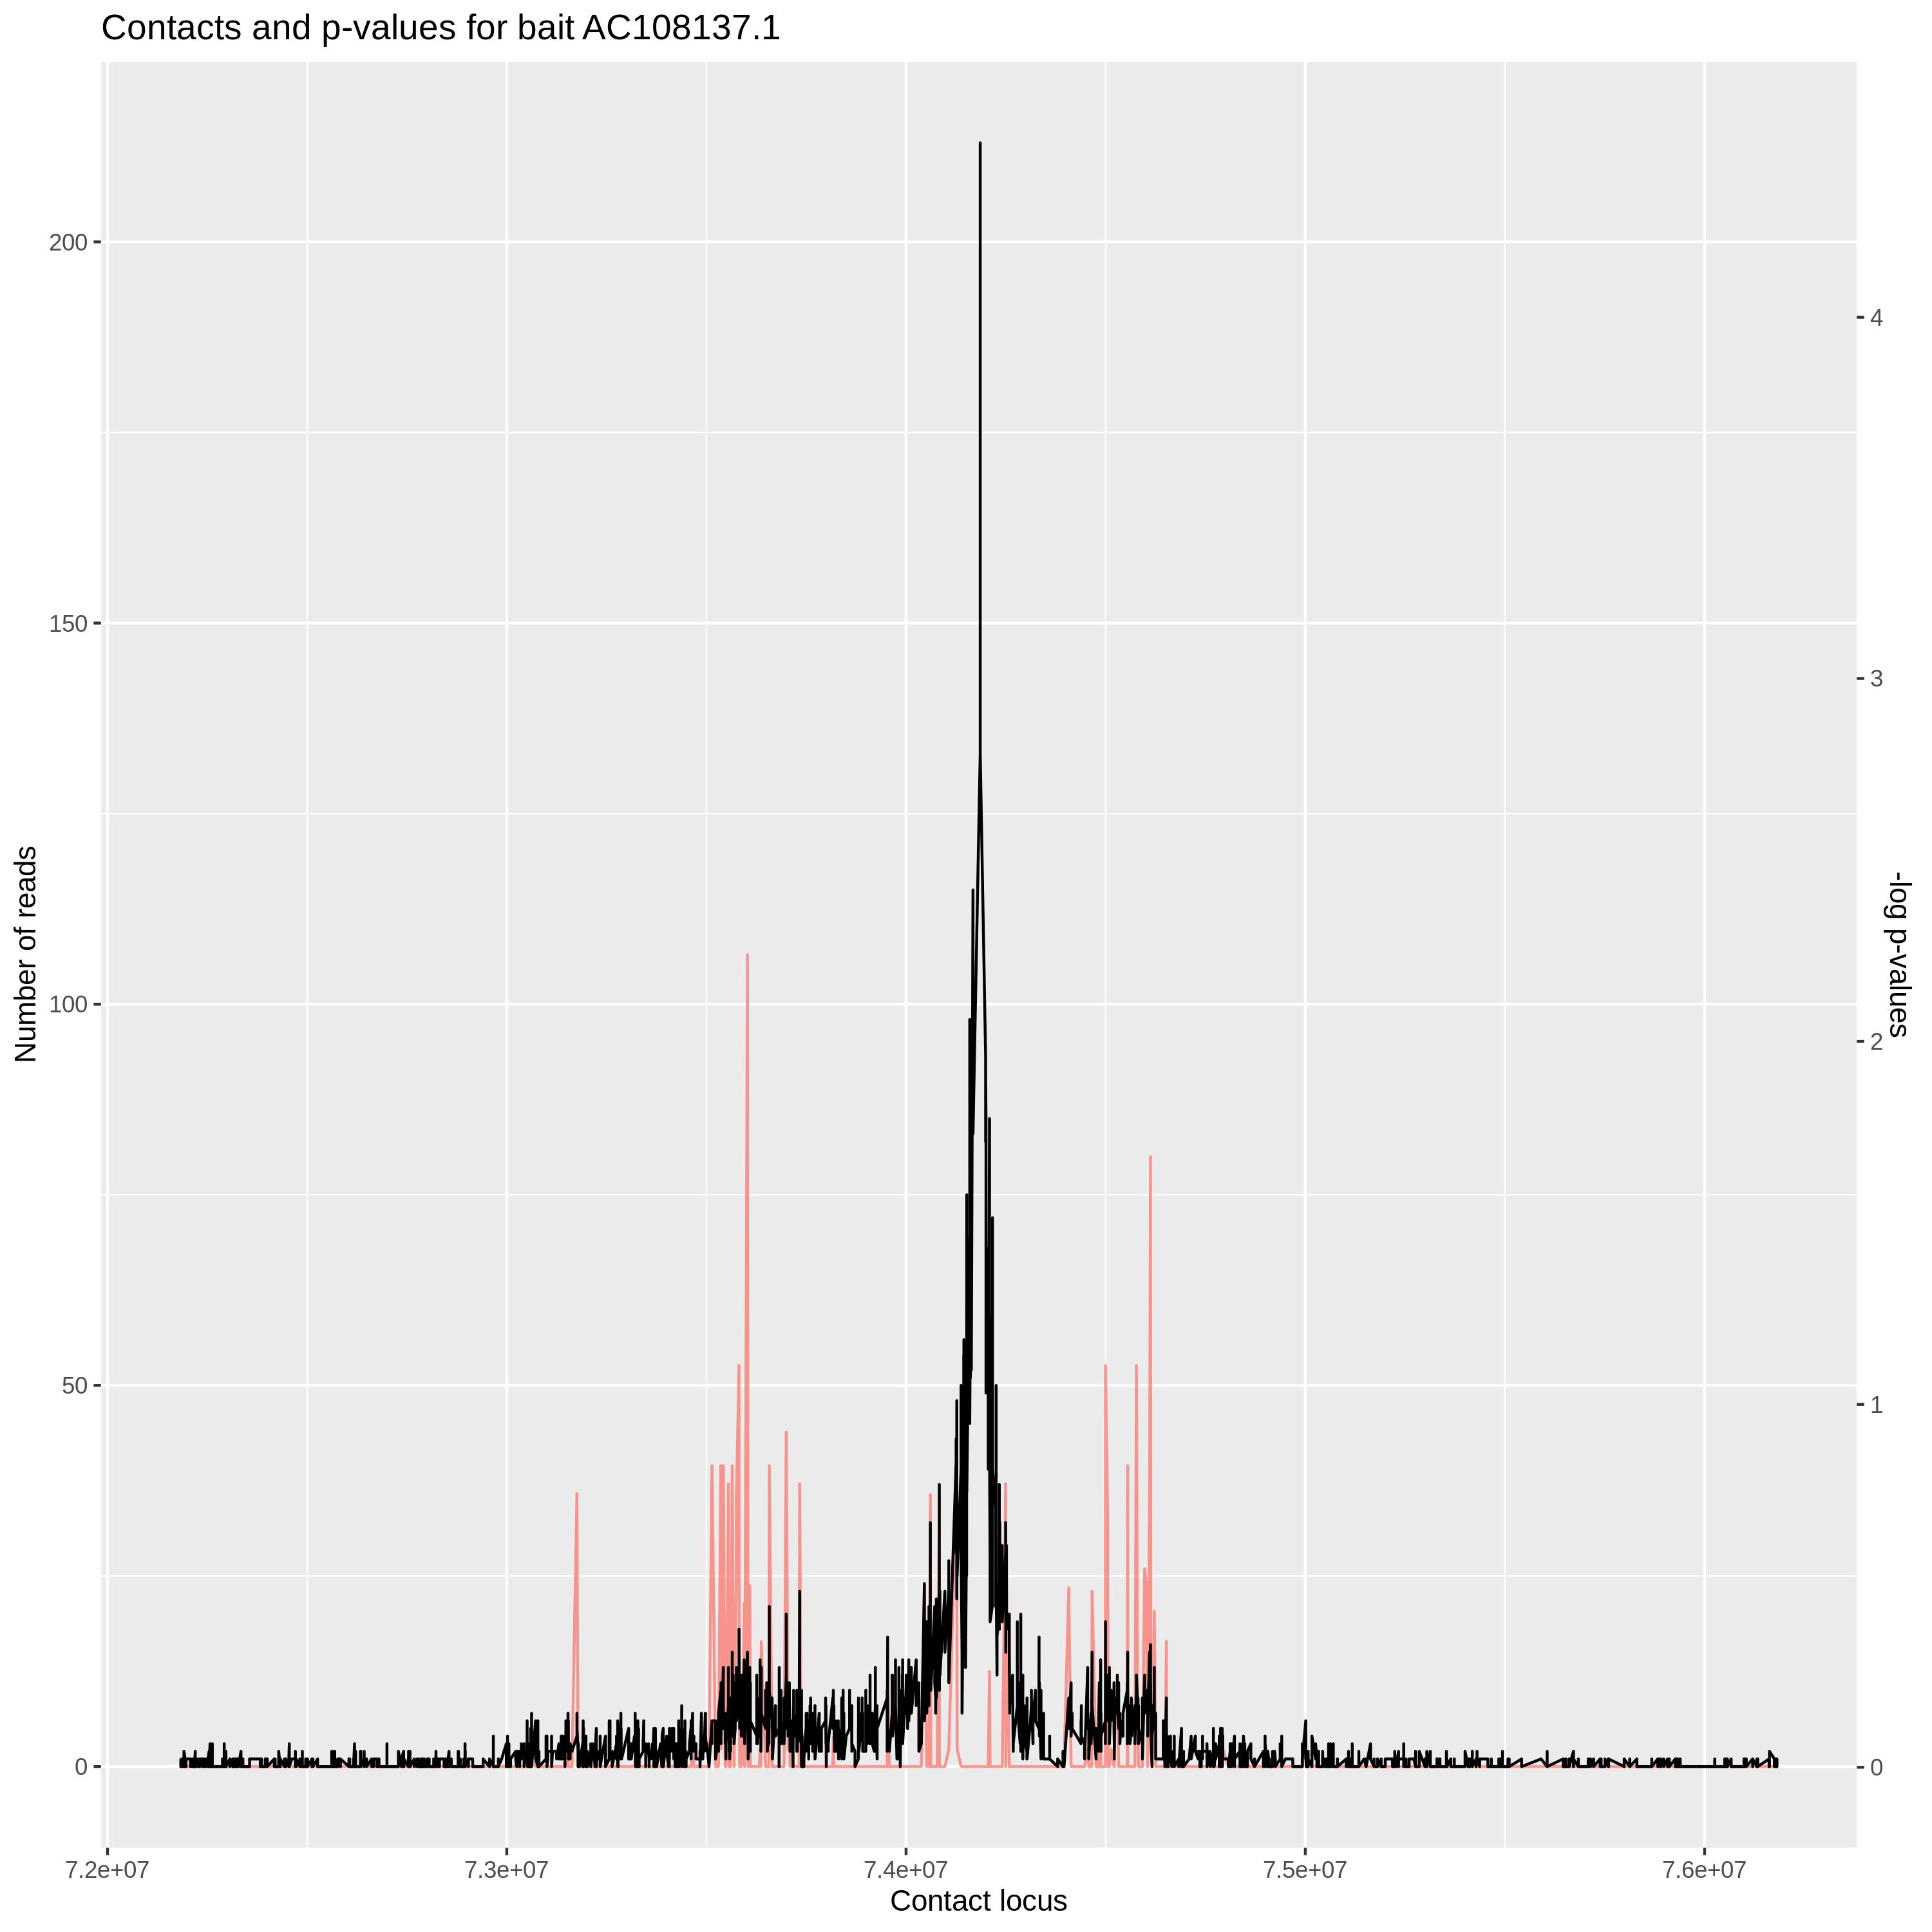 Contacts and p-values for bait AC108137.1
200
150
100
50
0
Number of reads
4
3
2
1
0
-log p-values
7.2e+07 7.3e+07 7.4e+07 7.5e+07 7.6e+07
Contact locus